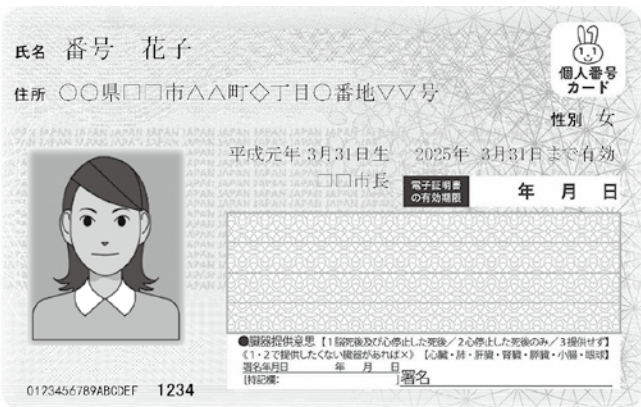 氏名 番号 花子
個人番号
カード
住所 ○○県□□市△△町◇丁目○番地▽▽号
性別 女
平成元年 3月31日生 2025年 3月31日まで有効
□□市長
電子証明書
の有効期限
年 月 日
●臓器提供意思【1脳死後及び心停止した死後/2心停止した死後のみ/3提供せず】
《1・2で提供したくない臓器があれば×》【心臓・肺・肝臓・腎臓・膵臓・小腸・眼球】
署名年月日 年 月 日
[特記欄: ] 署名
0123456789ABCDEF 1234